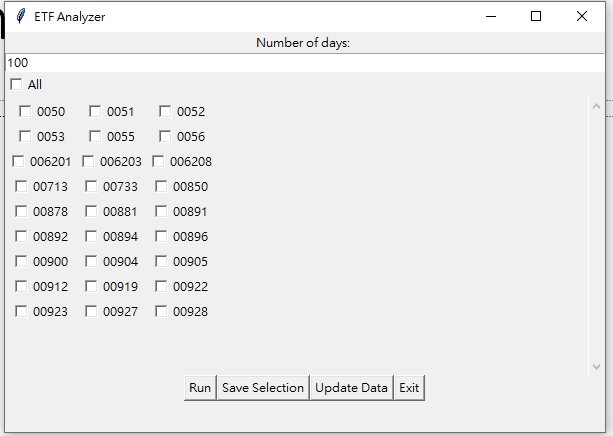 ETF Analyzer
Number of days:
100
All
0050 0051 0052
0053 0055 0056
006201 006203 006208
00713 00733 00850
00878 00881 00891
00892 00894 00896
00900 00904 00905
00912 00919 00922
00923 00927 00928
Run Save Selection Update Data Exit